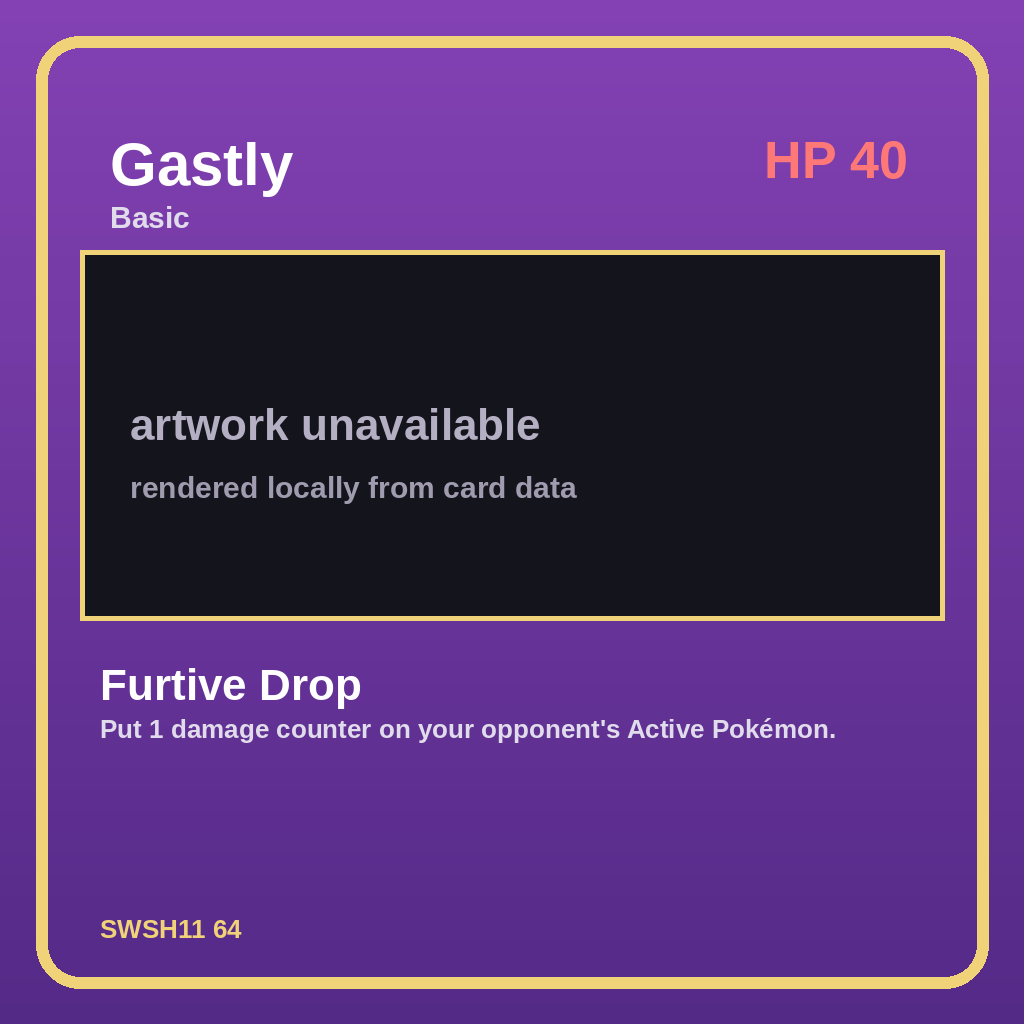 Gastly
HP 40
Basic
artwork unavailable
rendered locally from card data
Furtive Drop
Put 1 damage counter on your opponent's Active Pokémon.
SWSH11 64